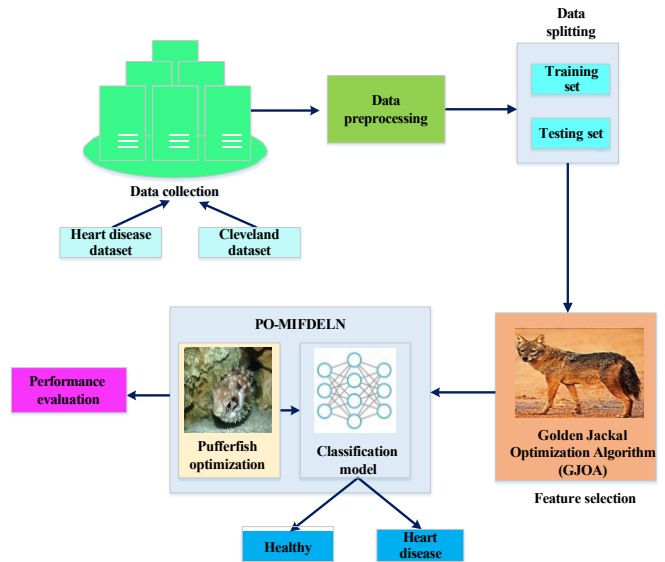 Data
splitting
Training
set
Testing set
Data
preprocessing
Data collection
Heart disease
dataset
Cleveland
dataset
PO-MIFDELN
Performance
evaluation
Pufferfish
optimization
Classification
model
Golden Jackal
Optimization Algorithm
(GJOA)
Feature selection
Healthy
Heart
disease